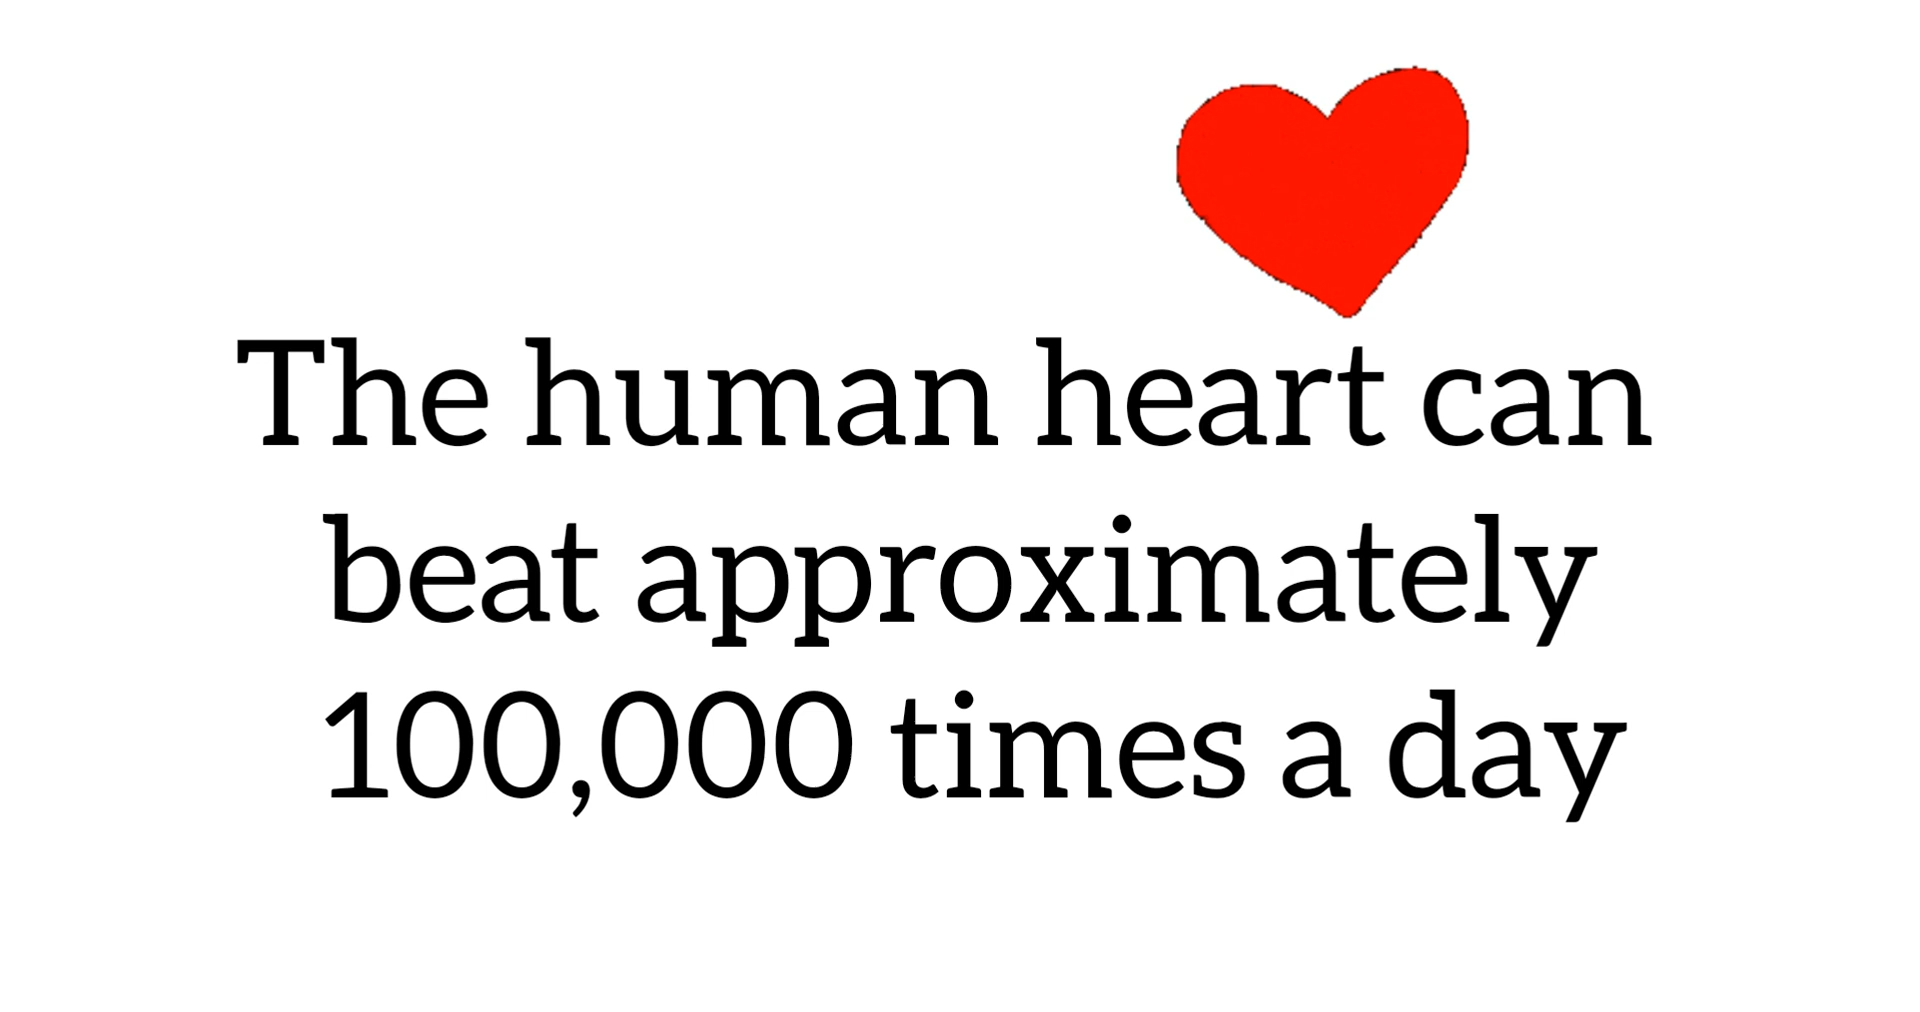 The human heart can
beat approximately
100,000 times a day